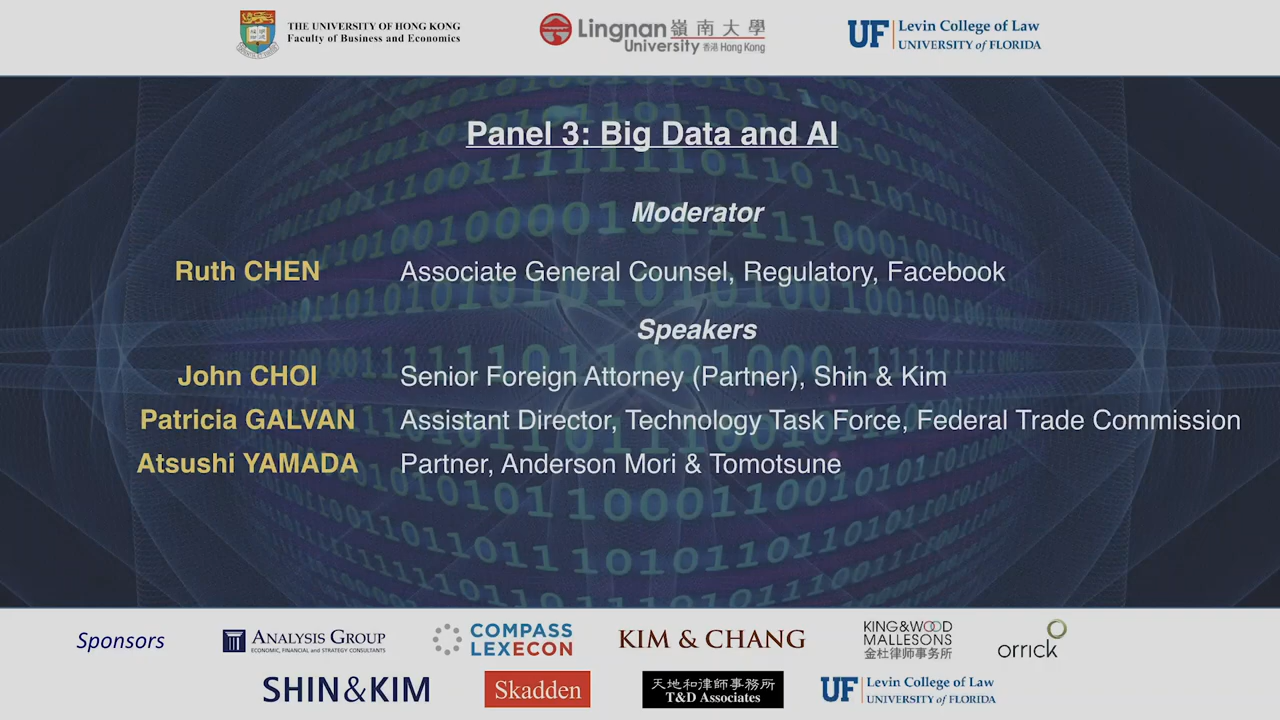 THE UNIVERSITY OF HONG KONG
Faculty of Business and Economics
Lingnan 嶺南大學
University 香港 Hong Kong
UF Levin College of Law
UNIVERSITY of FLORIDA
Panel 3: Big Data and AI
Moderator
Ruth CHEN Associate General Counsel, Regulatory, Facebook
Speakers
John CHOI Senior Foreign Attorney (Partner), Shin & Kim
Patricia GALVAN Assistant Director, Technology Task Force, Federal Trade Commission
Atsushi YAMADA Partner, Anderson Mori & Tomotsune
Sponsors
ANALYSIS GROUP
ECONOMIC, FINANCIAL and STRATEGY CONSULTANTS
COMPASS
LEXECON
KIM & CHANG
KING&WOOD
MALLESONS
金杜律师事务所
orrick
SHIN&KIM
Skadden
天地和律師事務所
T&D Associates
UF Levin College of Law
UNIVERSITY of FLORIDA